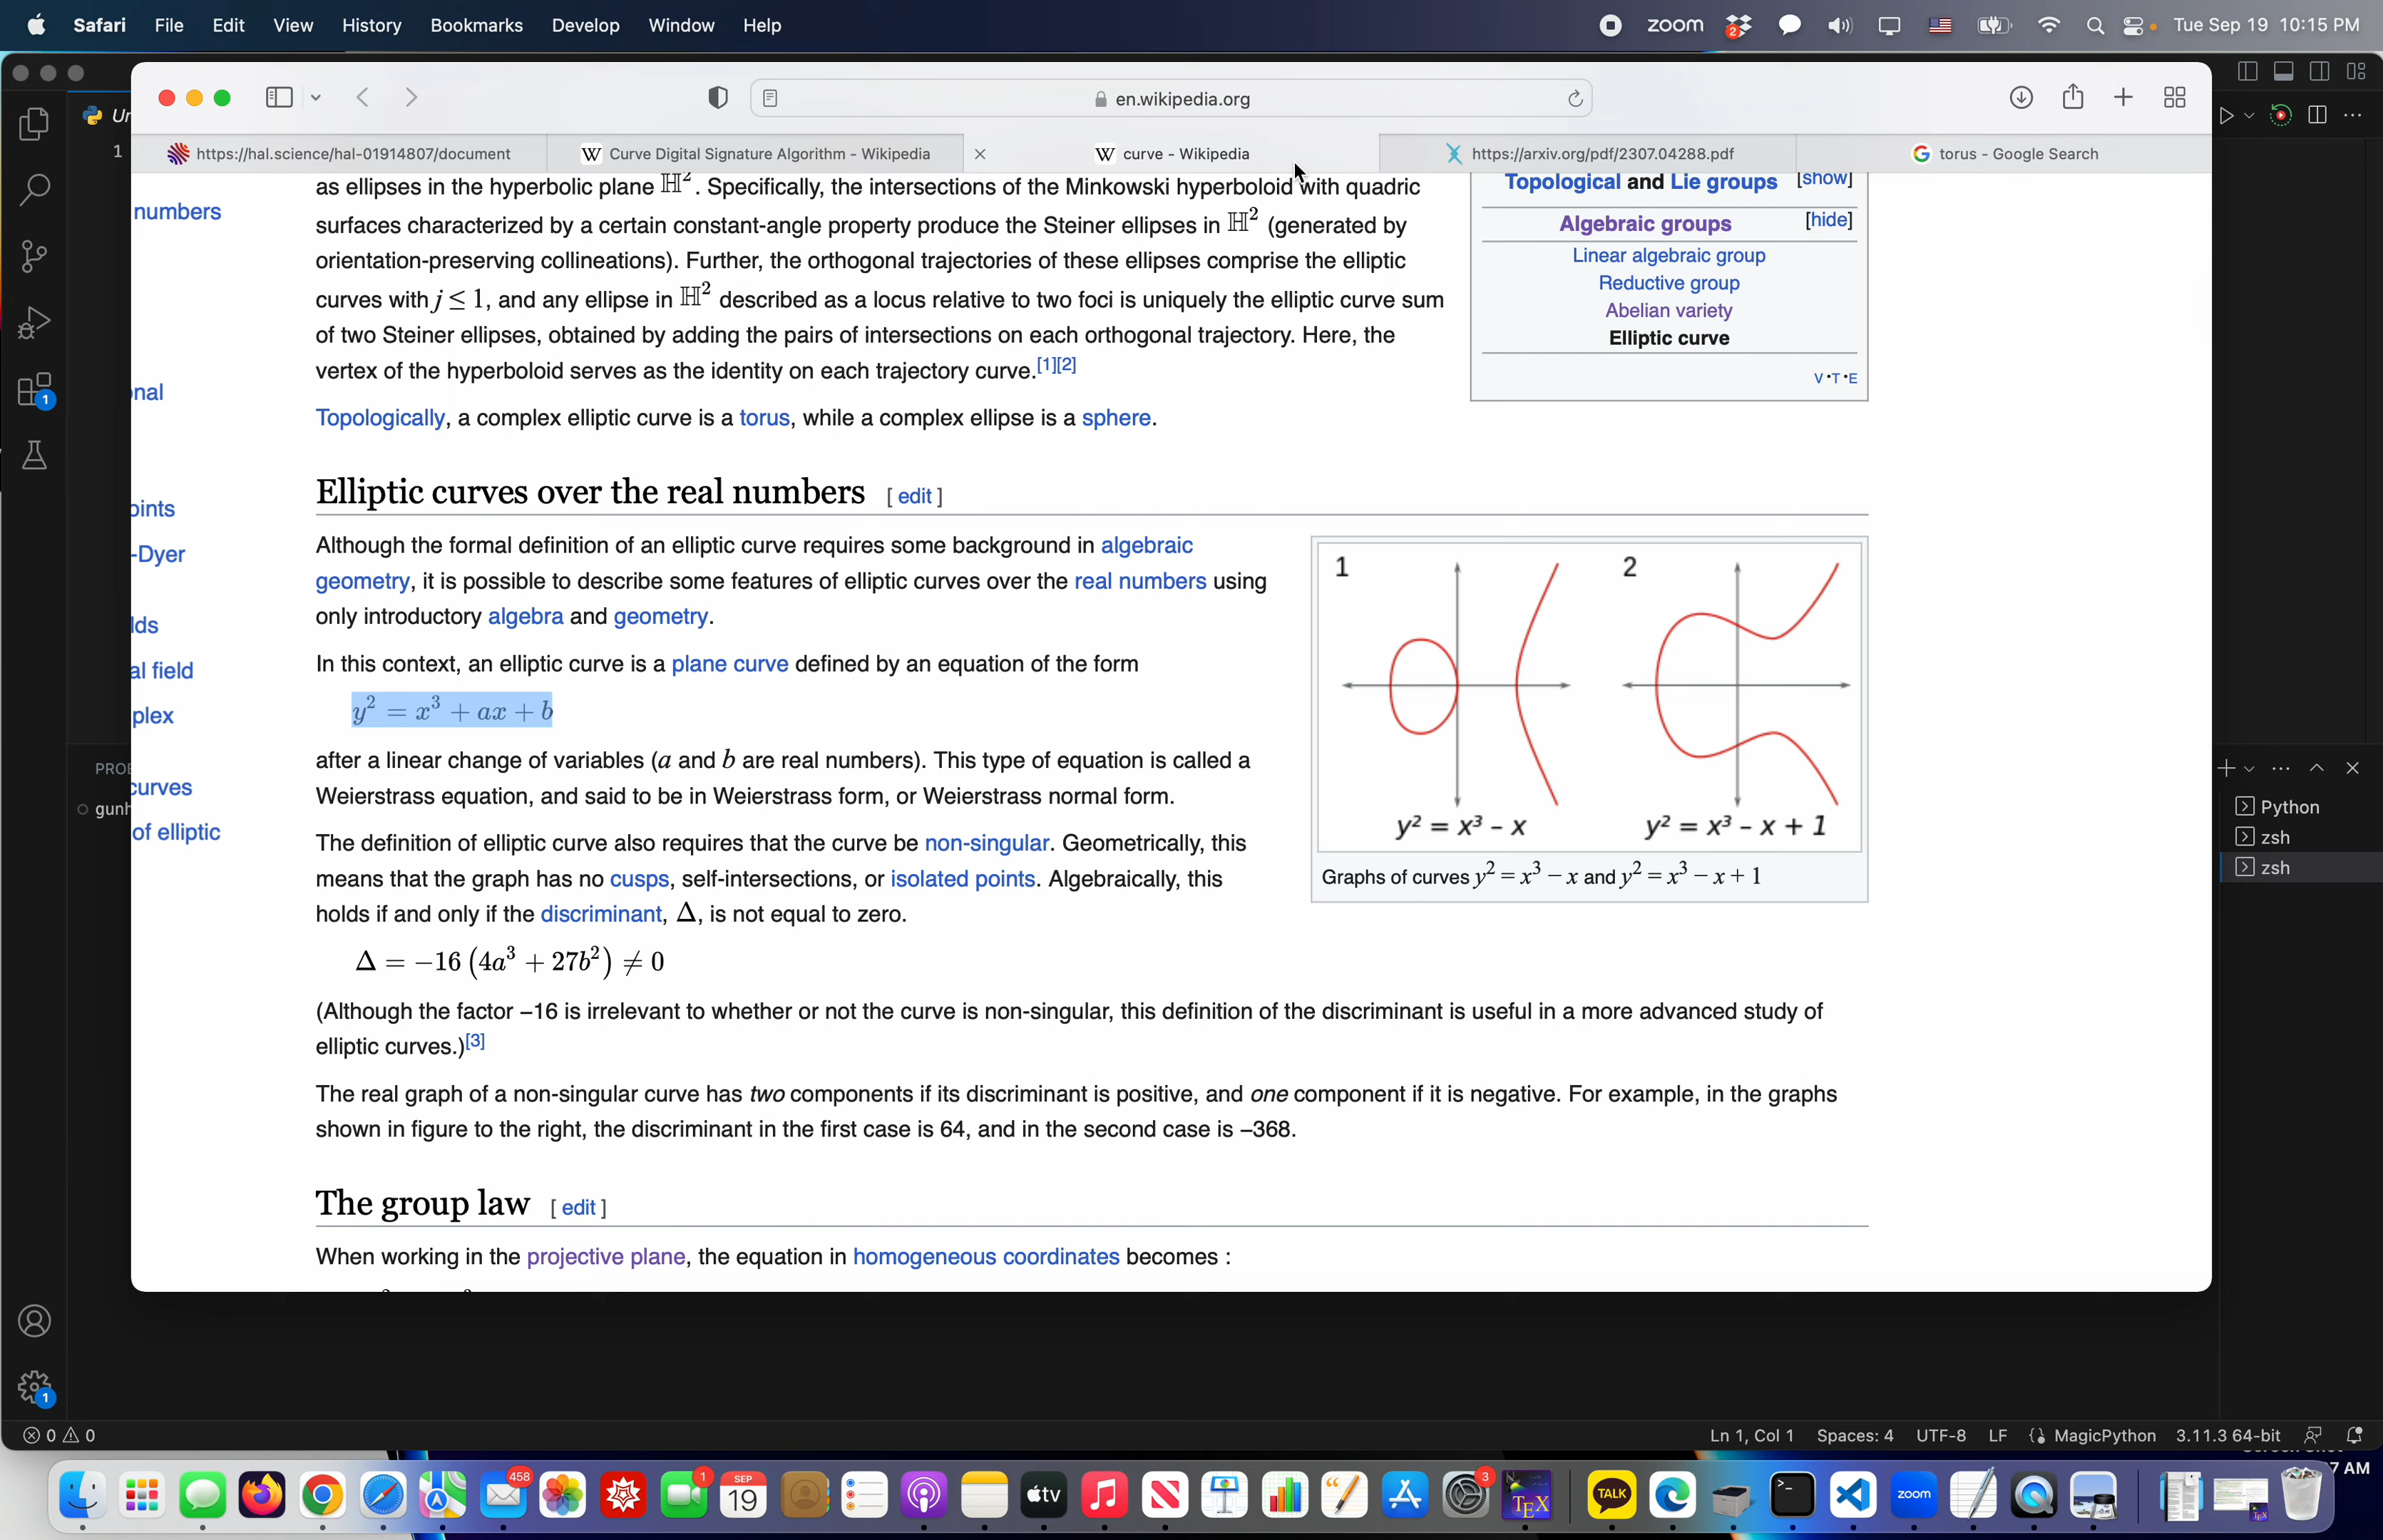 Safari File Edit View History Bookmarks Develop Window Help
zoom 2 Tue Sep 19 10:15 PM
en.wikipedia.org
https://hal.science/hal-01914807/document
W Curve Digital Signature Algorithm - Wikipedia
W curve - Wikipedia
https://arxiv.org/pdf/2307.04288.pdf
G torus - Google Search
1
1
numbers
nal
oints
-Dyer
lds
al field
plex
curves
of elliptic
as ellipses in the hyperbolic plane ℍ². Specifically, the intersections of the Minkowski hyperboloid with quadric
surfaces characterized by a certain constant-angle property produce the Steiner ellipses in ℍ² (generated by
orientation-preserving collineations). Further, the orthogonal trajectories of these ellipses comprise the elliptic
curves with j ≤ 1, and any ellipse in ℍ² described as a locus relative to two foci is uniquely the elliptic curve sum
of two Steiner ellipses, obtained by adding the pairs of intersections on each orthogonal trajectory. Here, the
vertex of the hyperboloid serves as the identity on each trajectory curve.[1][2]
Topologically, a complex elliptic curve is a torus, while a complex ellipse is a sphere.
Topological and Lie groups [show]
Algebraic groups [hide]
Linear algebraic group
Reductive group
Abelian variety
Elliptic curve
V•T•E
Elliptic curves over the real numbers [ edit ]
Although the formal definition of an elliptic curve requires some background in algebraic
geometry, it is possible to describe some features of elliptic curves over the real numbers using
only introductory algebra and geometry.
In this context, an elliptic curve is a plane curve defined by an equation of the form
y² = x³ + ax + b
after a linear change of variables (a and b are real numbers). This type of equation is called a
Weierstrass equation, and said to be in Weierstrass form, or Weierstrass normal form.
The definition of elliptic curve also requires that the curve be non-singular. Geometrically, this
means that the graph has no cusps, self-intersections, or isolated points. Algebraically, this
holds if and only if the discriminant, Δ, is not equal to zero.
Δ = −16 (4a³ + 27b²) ≠ 0
1
2
y² = x³ – x
y² = x³ – x + 1
Graphs of curves y² = x³ − x and y² = x³ − x + 1
(Although the factor −16 is irrelevant to whether or not the curve is non-singular, this definition of the discriminant is useful in a more advanced study of
elliptic curves.)[3]
The real graph of a non-singular curve has two components if its discriminant is positive, and one component if it is negative. For example, in the graphs
shown in figure to the right, the discriminant in the first case is 64, and in the second case is −368.
The group law [ edit ]
When working in the projective plane, the equation in homogeneous coordinates becomes :
Python
zsh
zsh
1
0 0
Ln 1, Col 1 Spaces: 4 UTF-8 LF MagicPython 3.11.3 64-bit
AM
458
1
SEP
19
tv
3
TEX
TALK
zoom